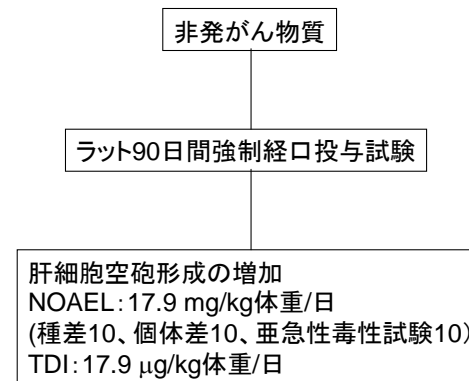 非発がん物質
ラット90日間強制経口投与試験
肝細胞空砲形成の増加
NOAEL：17.9 mg/kg体重/日
(種差10、個体差10、亜急性毒性試験10)
TDI：17.9 μg/kg体重/日